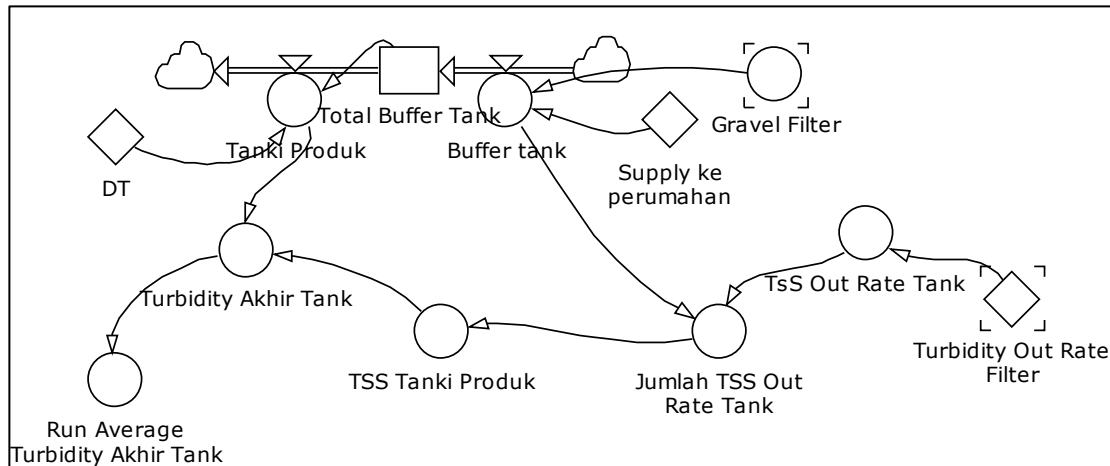 Total Buffer Tank
Gravel Filter
Tanki Produk
Buffer tank
DT
Supply ke
perumahan
TsS Out Rate Tank
Turbidity Akhir Tank
Turbidity Out Rate
Filter
TSS Tanki Produk
Jumlah TSS Out
Rate Tank
Run Average
Turbidity Akhir Tank